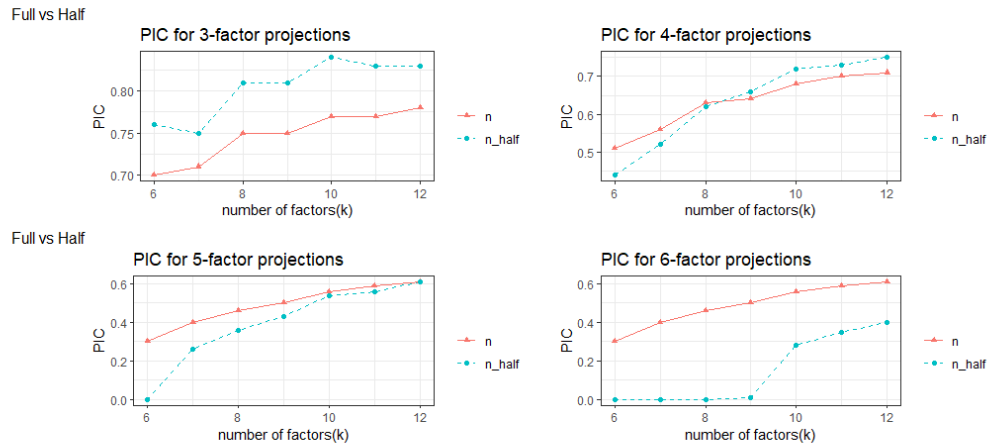 Full vs Half
PIC for 3-factor projections
PIC
0.80
0.75
0.70
6 8 10 12
number of factors(k)
n
n_half
PIC for 4-factor projections
PIC
0.7
0.6
0.5
6 8 10 12
number of factors(k)
n
n_half
Full vs Half
PIC for 5-factor projections
PIC
0.6
0.4
0.2
0.0
6 8 10 12
number of factors(k)
n
n_half
PIC for 6-factor projections
PIC
0.6
0.4
0.2
0.0
6 8 10 12
number of factors(k)
n
n_half